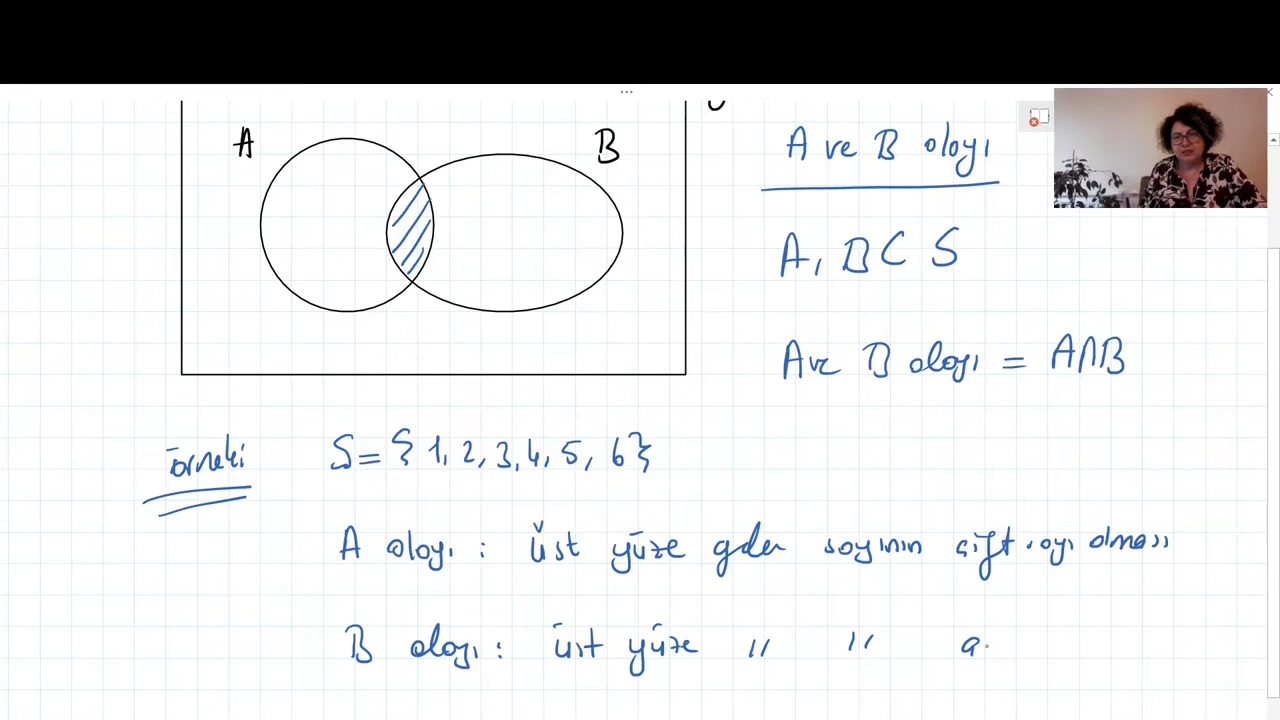 A
B
A ve B olayı
A, B ⊂ S
A ve B olayı = A∩B
örnek:
S = { 1, 2, 3, 4, 5, 6 }
A olayı : üst yüze gelen sayının çift sayı olması
B olayı : üst yüze " " a